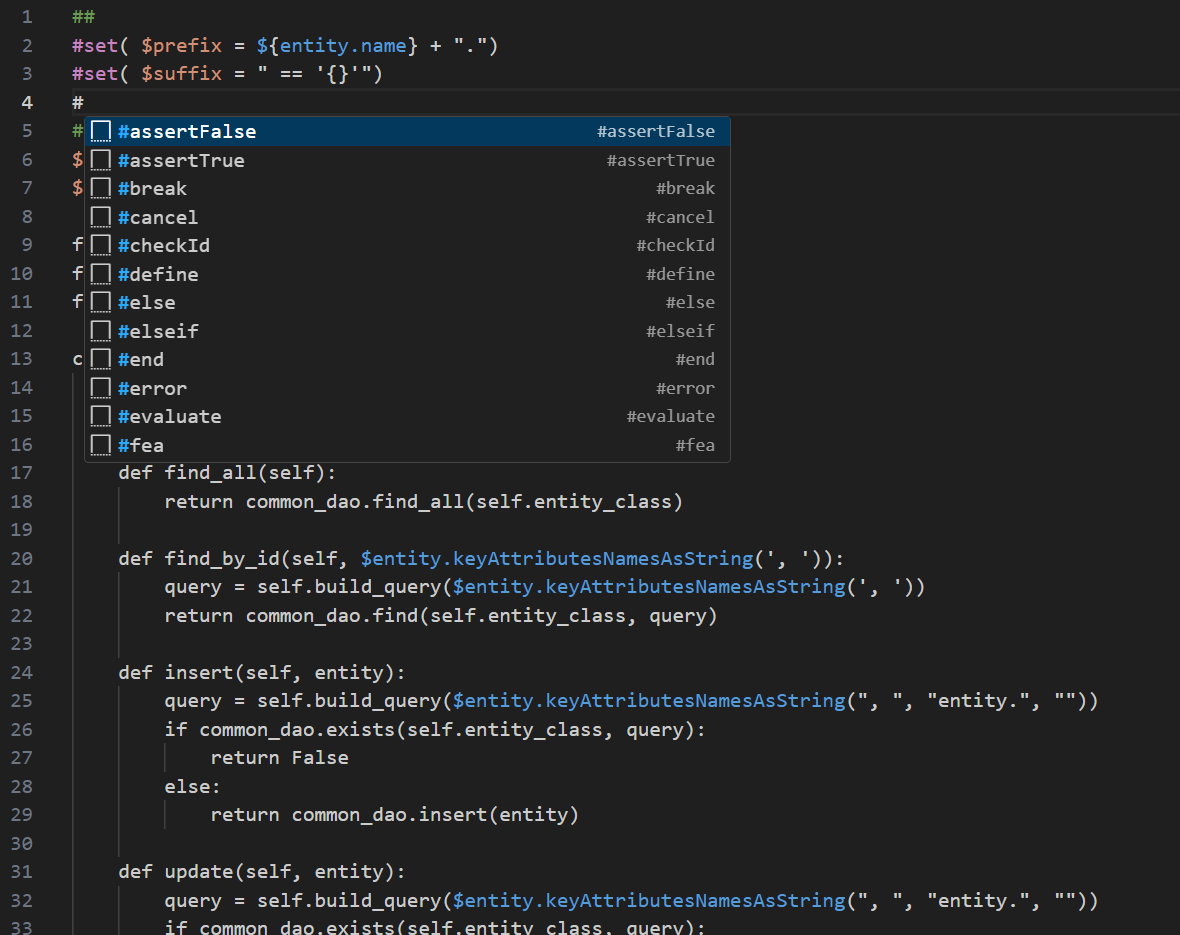 1 ##
2 #set( $prefix = ${entity.name} + ".")
3 #set( $suffix = " == '{}'")
4 #
5 # #assertFalse #assertFalse
6 $ #assertTrue #assertTrue
7 $ #break #break
8 #cancel #cancel
9 f #checkId #checkId
10 f #define #define
11 f #else #else
12 #elseif #elseif
13 c #end #end
14 #error #error
15 #evaluate #evaluate
16 #fea #fea
17 def find_all(self):
18 return common_dao.find_all(self.entity_class)
19
20 def find_by_id(self, $entity.keyAttributesNamesAsString(', ')):
21 query = self.build_query($entity.keyAttributesNamesAsString(', '))
22 return common_dao.find(self.entity_class, query)
23
24 def insert(self, entity):
25 query = self.build_query($entity.keyAttributesNamesAsString(", ", "entity.", ""))
26 if common_dao.exists(self.entity_class, query):
27 return False
28 else:
29 return common_dao.insert(entity)
30
31 def update(self, entity):
32 query = self.build_query($entity.keyAttributesNamesAsString(", ", "entity.", ""))
33 if common_dao.exists(self.entity_class, query):